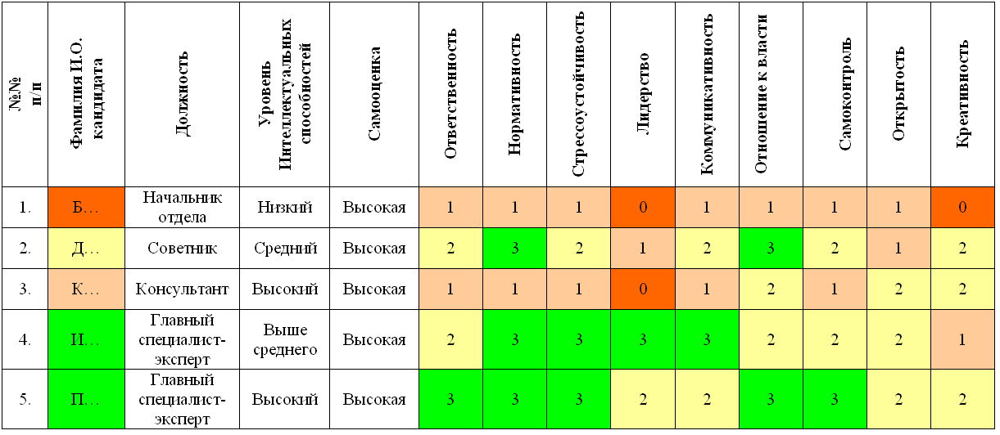 №№
п/п
Фамилия И.О.
кандидата
Должность
Уровень
Интеллектуальных
способностей
Самооценка
Ответственность
Нормативность
Стрессоустойчивость
Лидерство
Коммуникативность
Отношение к власти
Самоконтроль
Открытость
Креативность
1. Б… Начальник отдела Низкий Высокая 1 1 1 0 1 1 1 1 0
2. Д… Советник Средний Высокая 2 3 2 1 2 3 2 1 2
3. К… Консультант Высокий Высокая 1 1 1 0 1 2 1 2 2
4. И… Главный специалист-эксперт Выше среднего Высокая 2 3 3 3 3 2 2 2 1
5. П… Главный специалист-эксперт Высокий Высокая 3 3 3 2 2 3 3 2 2